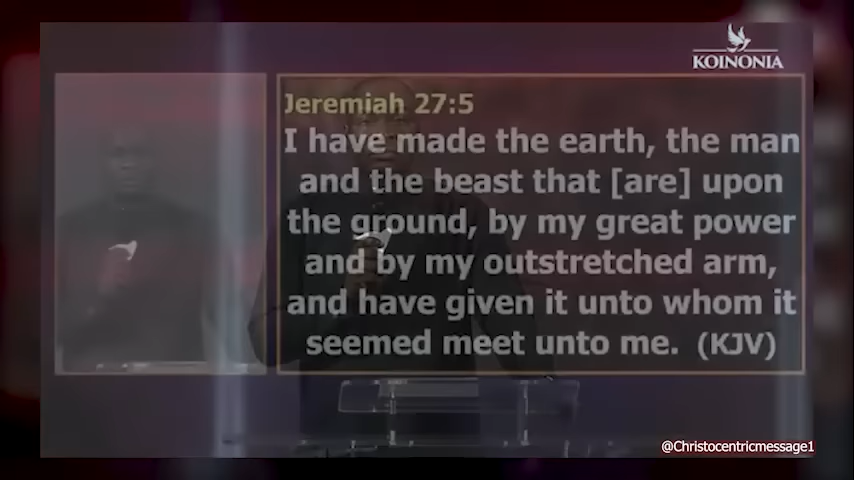 KOINONIA
Jeremiah 27:5
I have made the earth, the man
and the beast that [are] upon
the ground, by my great power
and by my outstretched arm,
and have given it unto whom it
seemed meet unto me. (KJV)
@Christocentricmessage1